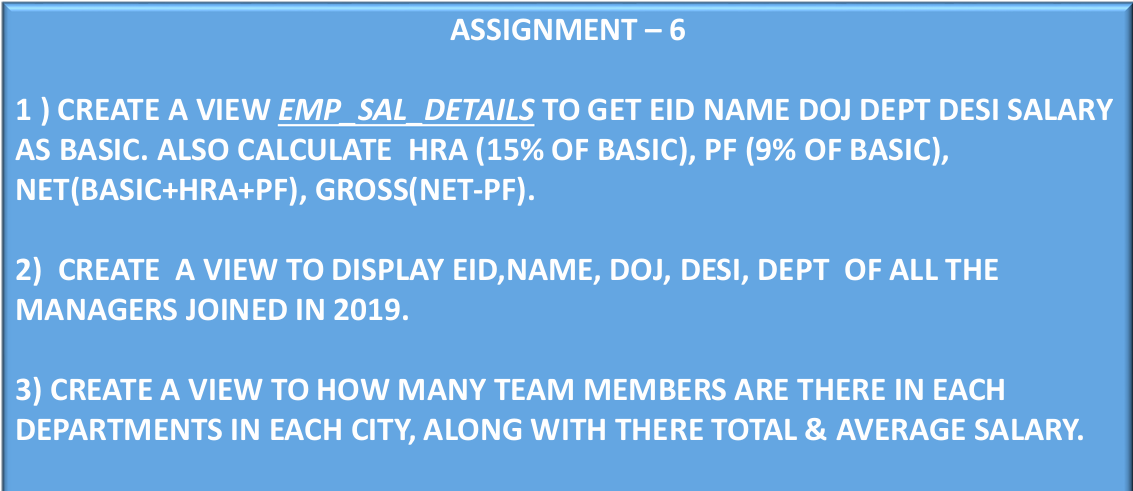 ASSIGNMENT – 6
1 ) CREATE A VIEW EMP_SAL_DETAILS TO GET EID NAME DOJ DEPT DESI SALARY
AS BASIC. ALSO CALCULATE HRA (15% OF BASIC), PF (9% OF BASIC),
NET(BASIC+HRA+PF), GROSS(NET-PF).
2) CREATE A VIEW TO DISPLAY EID,NAME, DOJ, DESI, DEPT OF ALL THE
MANAGERS JOINED IN 2019.
3) CREATE A VIEW TO HOW MANY TEAM MEMBERS ARE THERE IN EACH
DEPARTMENTS IN EACH CITY, ALONG WITH THERE TOTAL & AVERAGE SALARY.